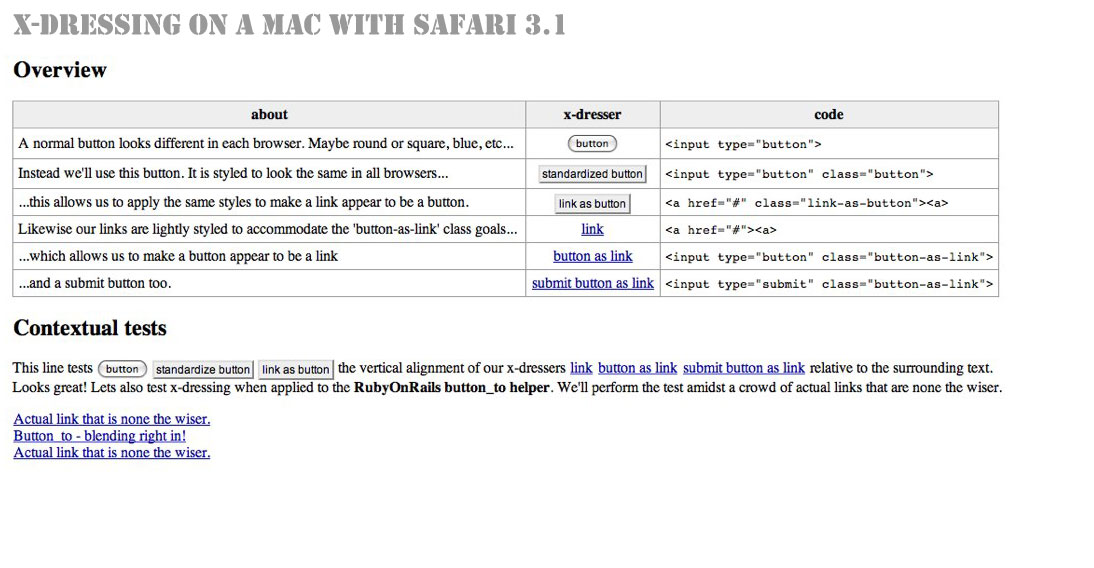 X-DRESSING ON A MAC WITH SAFARI 3.1
Overview
about x-dresser code
A normal button looks different in each browser. Maybe round or square, blue, etc... button <input type="button">
Instead we'll use this button. It is styled to look the same in all browsers... standardized button <input type="button" class="button">
...this allows us to apply the same styles to make a link appear to be a button. link as button <a href="#" class="link-as-button"><a>
Likewise our links are lightly styled to accommodate the 'button-as-link' class goals... link <a href="#"><a>
...which allows us to make a button appear to be a link button as link <input type="button" class="button-as-link">
...and a submit button too. submit button as link <input type="submit" class="button-as-link">
Contextual tests
This line tests button standardize button link as button the vertical alignment of our x-dressers link button as link submit button as link relative to the surrounding text.
Looks great! Lets also test x-dressing when applied to the RubyOnRails button_to helper. We'll perform the test amidst a crowd of actual links that are none the wiser.
Actual link that is none the wiser.
Button_to - blending right in!
Actual link that is none the wiser.